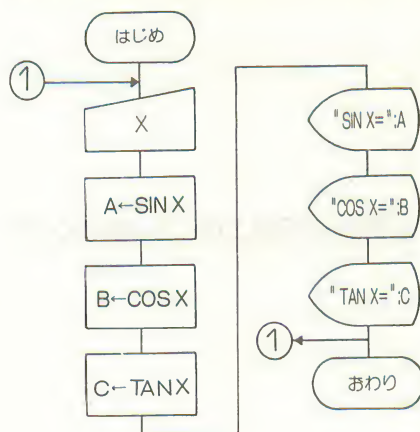 はじめ
①
X
A←SIN X
B←COS X
C←TAN X
"SIN X=":A
"COS X=":B
"TAN X=":C
①
おわり